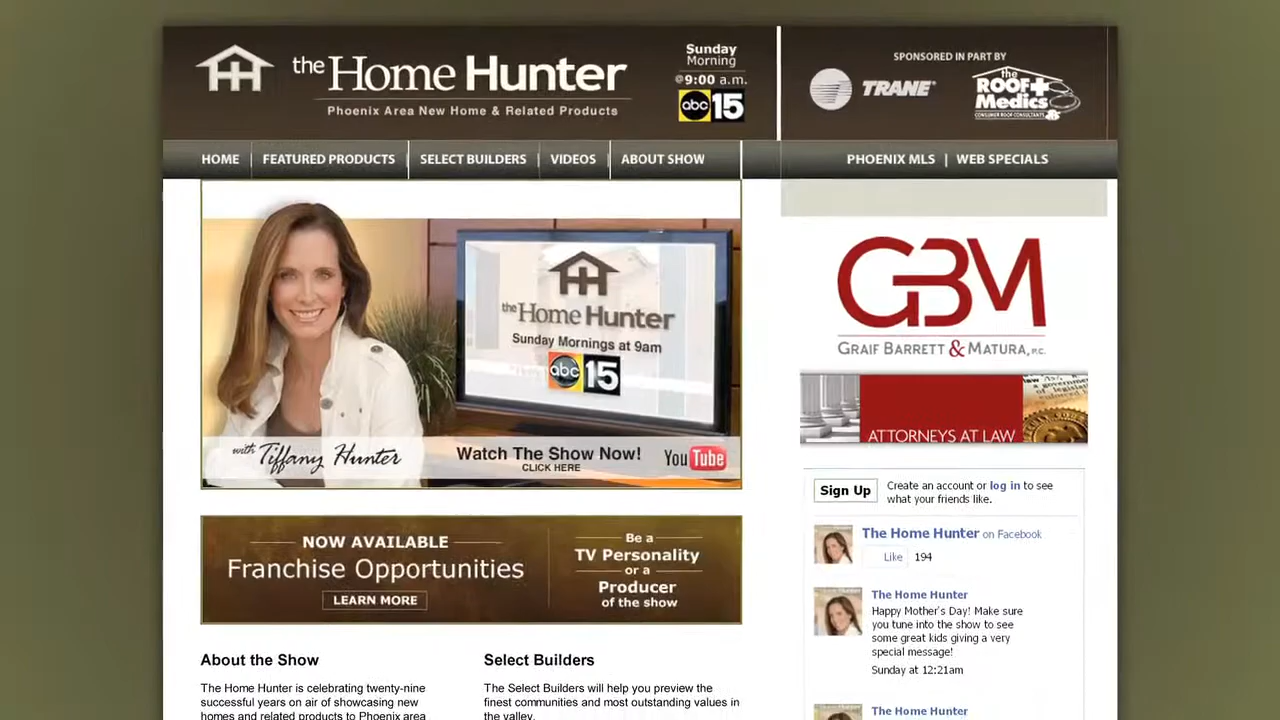 the Home Hunter
Phoenix Area New Home & Related Products
Sunday
Morning
@9:00 a.m.
abc 15
SPONSORED IN PART BY
TRANE®
the
ROOF
Medics
CONSUMER ROOF CONSULTANTS
HOME
FEATURED PRODUCTS
SELECT BUILDERS
VIDEOS
ABOUT SHOW
PHOENIX MLS | WEB SPECIALS
the Home Hunter
Sunday Mornings at 9am
abc 15
with Tiffany Hunter
Watch The Show Now!
CLICK HERE
YouTube
GBM
GRAIF BARRETT & MATURA, P.C.
ATTORNEYS AT LAW
NOW AVAILABLE
Franchise Opportunities
LEARN MORE
Be a
TV Personality
or a
Producer
of the show
Sign Up
Create an account or log in to see
what your friends like.
The Home Hunter on Facebook
Like 194
The Home Hunter
Happy Mother's Day! Make sure
you tune into the show to see
some great kids giving a very
special message!
Sunday at 12:21am
The Home Hunter
About the Show
The Home Hunter is celebrating twenty-nine
successful years on air of showcasing new
homes and related products to Phoenix area
Select Builders
The Select Builders will help you preview the
finest communities and most outstanding values in
the valley.